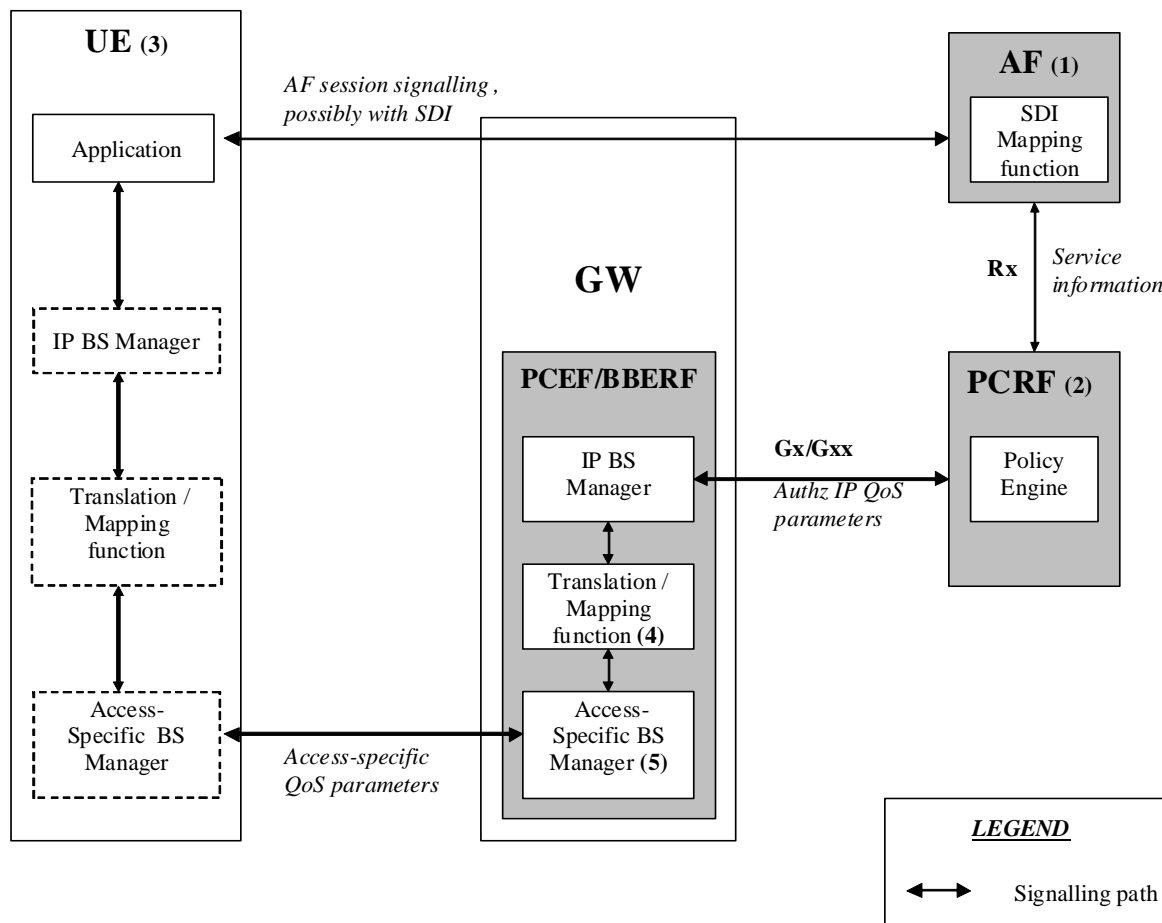 UE (3)
AF session signalling ,
possibly with SDI
AF (1)
SDI
Mapping
function
Application
GW
Rx
Service
information
IP BS Manager
PCEF/BBERF
PCRF (2)
IP BS
Manager
Gx/Gxx
Authz IP QoS
parameters
Policy
Engine
Translation /
Mapping
function
Translation /
Mapping
function (4)
Access-
Specific BS
Manager
Access-specific
QoS parameters
Access-
Specific BS
Manager (5)
LEGEND
Signalling path